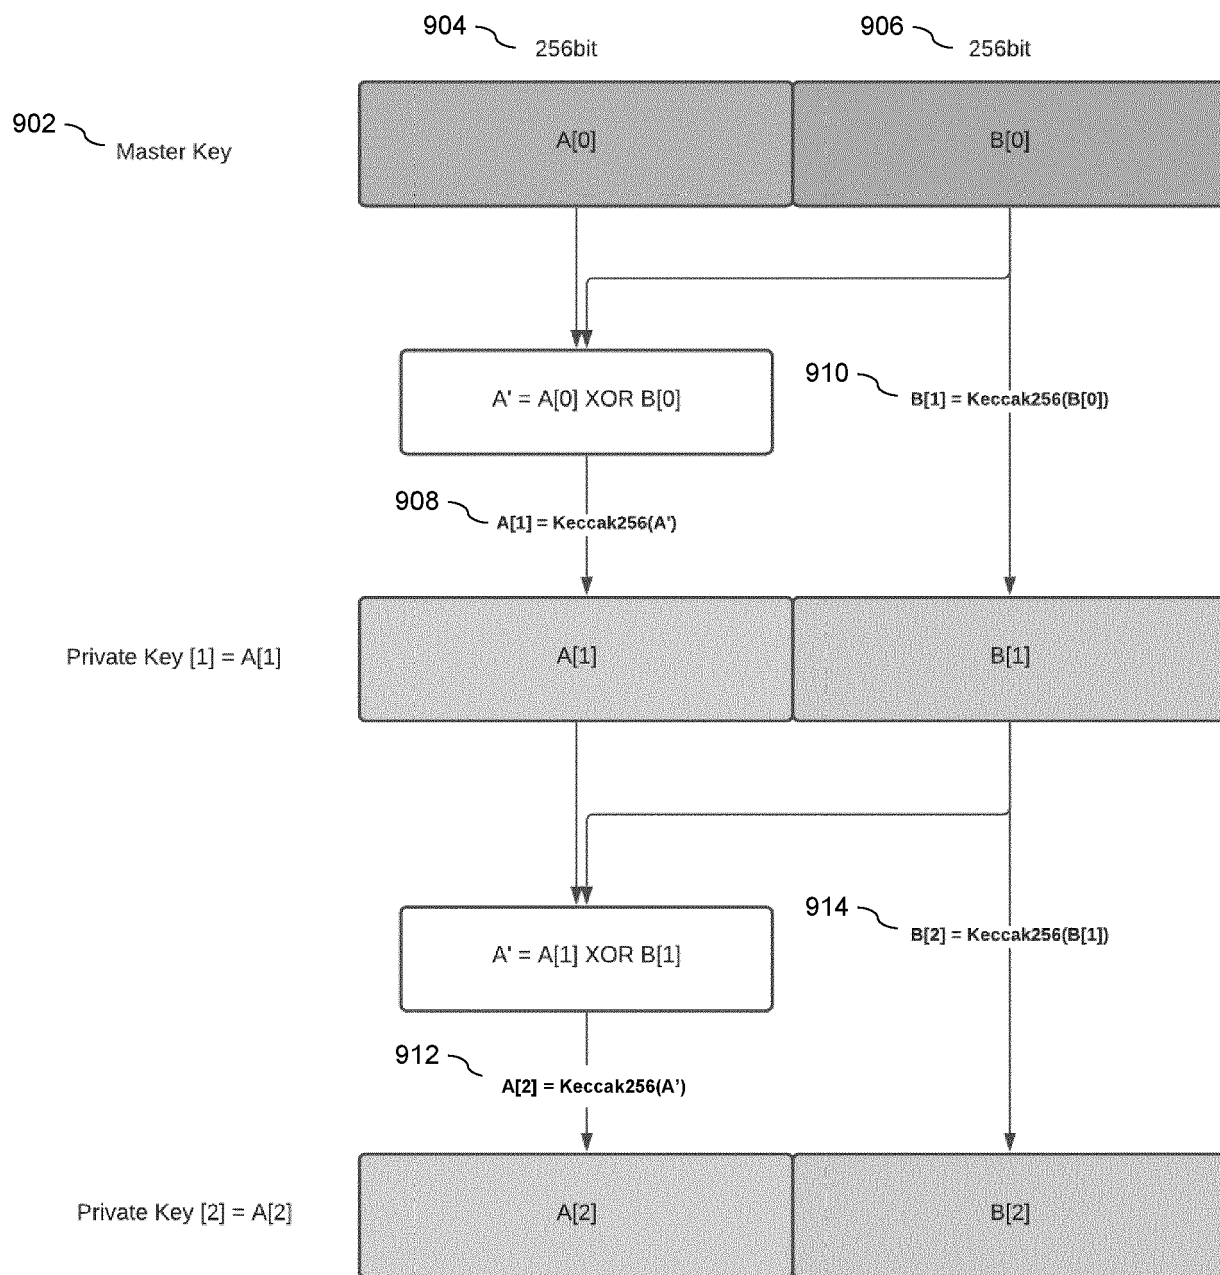 904
256bit
906
256bit
902
Master Key
A[0]
B[0]
A' = A[0] XOR B[0]
910
B[1] = Keccak256(B[0])
908
A[1] = Keccak256(A')
Private Key [1] = A[1]
A[1]
B[1]
A' = A[1] XOR B[1]
914
B[2] = Keccak256(B[1])
912
A[2] = Keccak256(A’)
Private Key [2] = A[2]
A[2]
B[2]